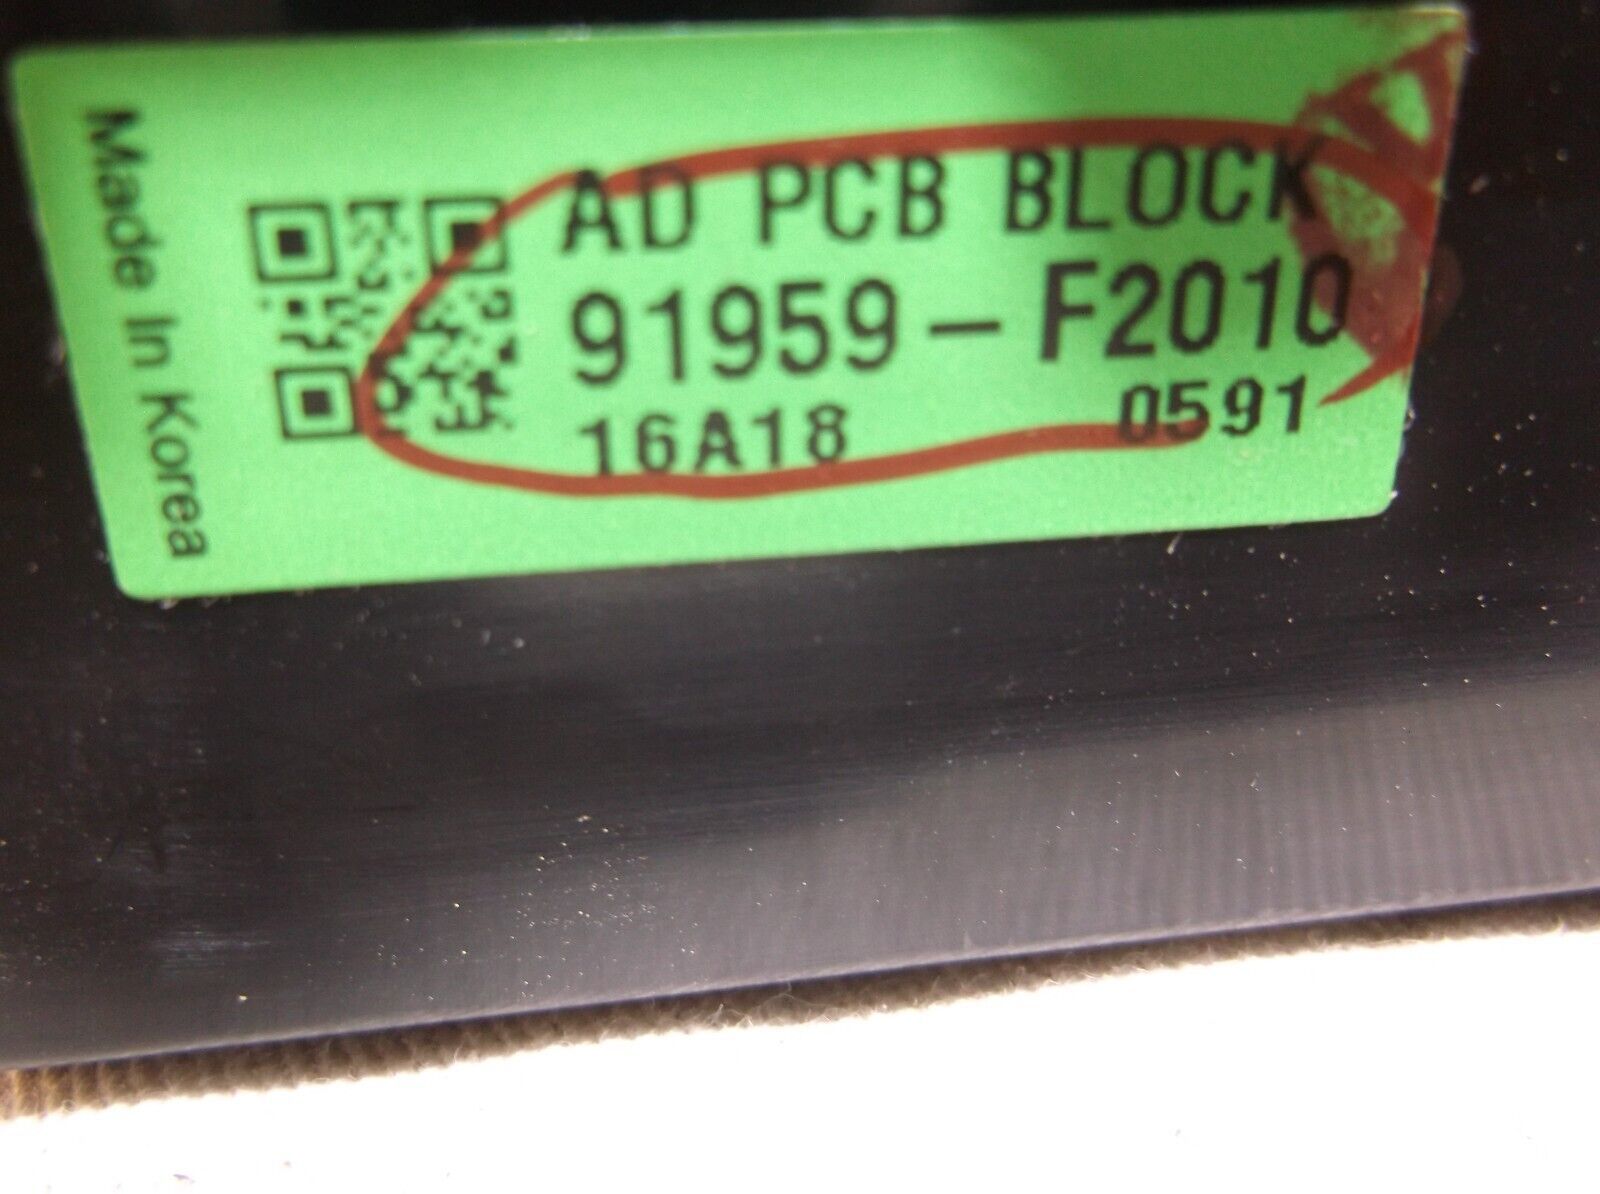 Made In Korea
AD PCB BLOCK
91959-F2010
16A18 0591